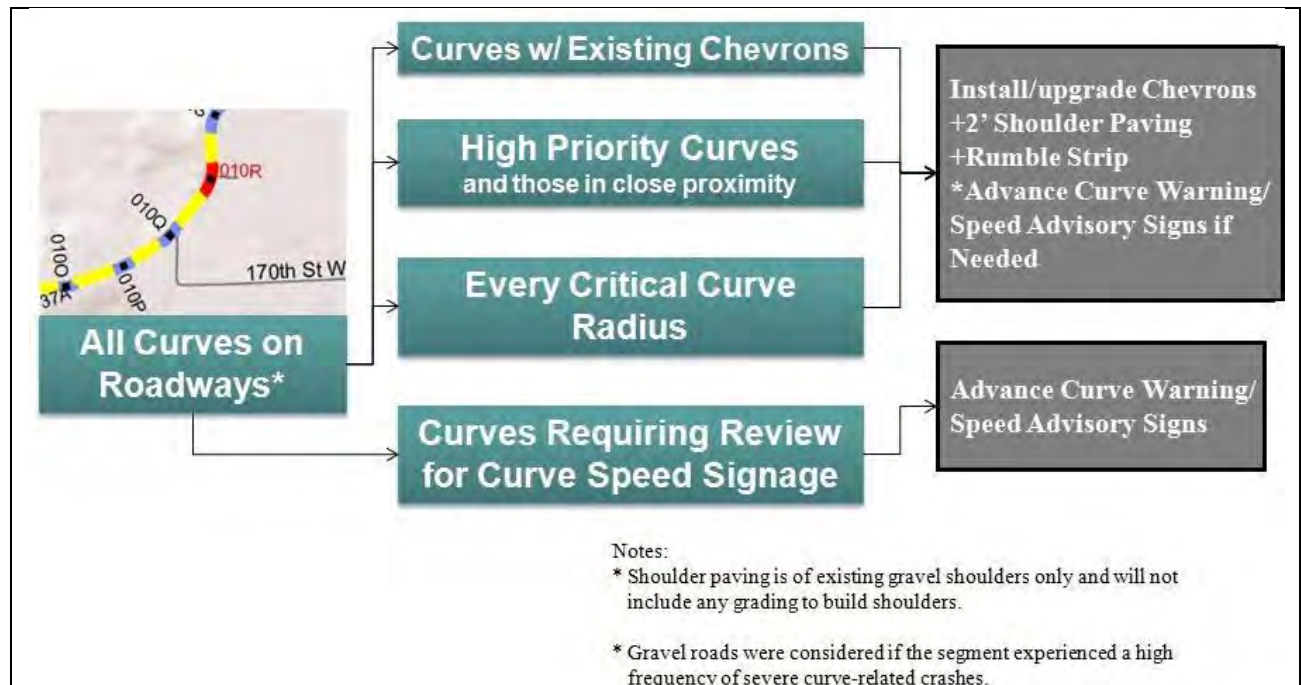 010R
010Q
010O
010P
37A
170th St W
All Curves on
Roadways*
Curves w/ Existing Chevrons
High Priority Curves
and those in close proximity
Every Critical Curve
Radius
Curves Requiring Review
for Curve Speed Signage
Install/upgrade Chevrons
+2’ Shoulder Paving
+Rumble Strip
*Advance Curve Warning/
Speed Advisory Signs if
Needed
Advance Curve Warning/
Speed Advisory Signs
Notes:
* Shoulder paving is of existing gravel shoulders only and will not
include any grading to build shoulders.
* Gravel roads were considered if the segment experienced a high
frequency of severe curve-related crashes.